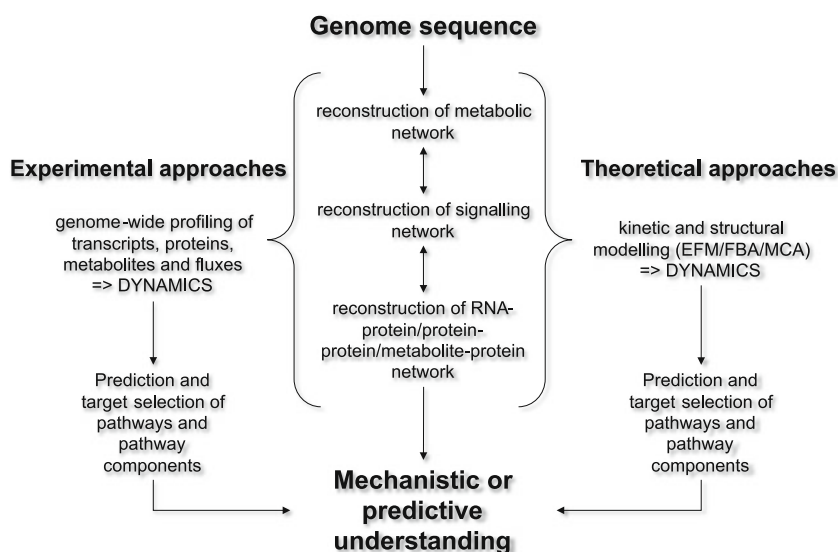 Genome sequence
reconstruction of metabolic
network
Experimental approaches
Theoretical approaches
genome-wide profiling of
transcripts, proteins,
metabolites and fluxes
=> DYNAMICS
reconstruction of signalling
network
kinetic and structural
modelling (EFM/FBA/MCA)
=> DYNAMICS
reconstruction of RNA-
protein/protein-
protein/metabolite-protein
network
Prediction and
target selection of
pathways and
pathway
components
Prediction and
target selection of
pathways and
pathway
components
Mechanistic or
predictive
understanding